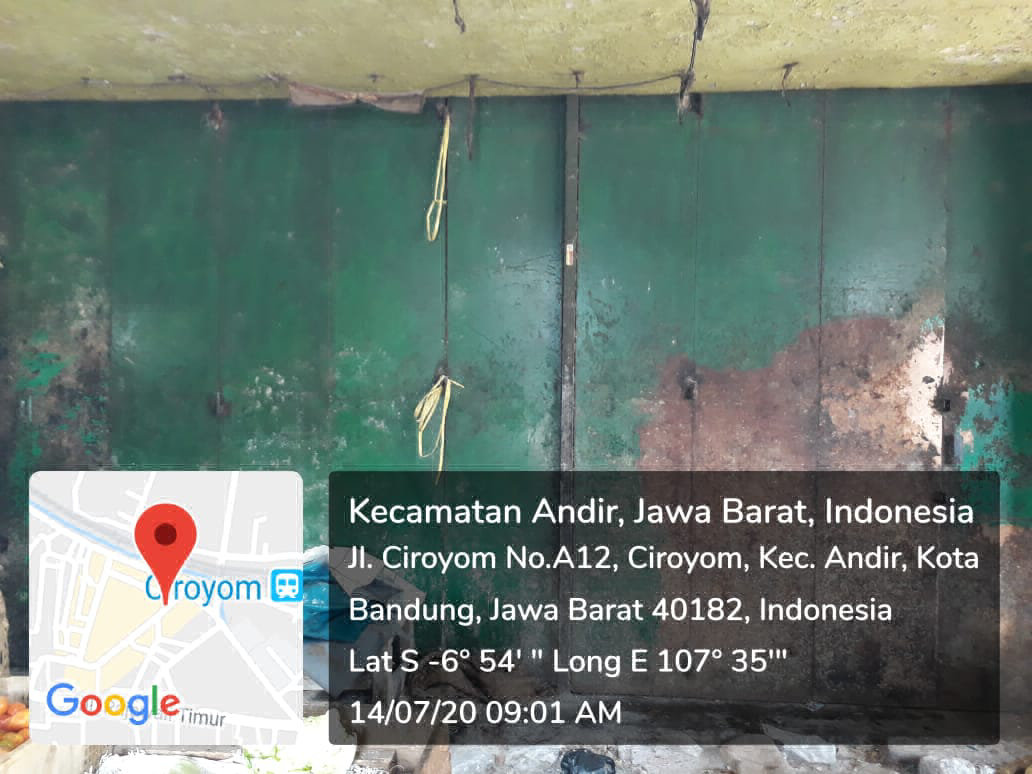 Ciroyom
Google
Timur
Kecamatan Andir, Jawa Barat, Indonesia
Jl. Ciroyom No.A12, Ciroyom, Kec. Andir, Kota
Bandung, Jawa Barat 40182, Indonesia
Lat S -6° 54' " Long E 107° 35'"
14/07/20 09:01 AM